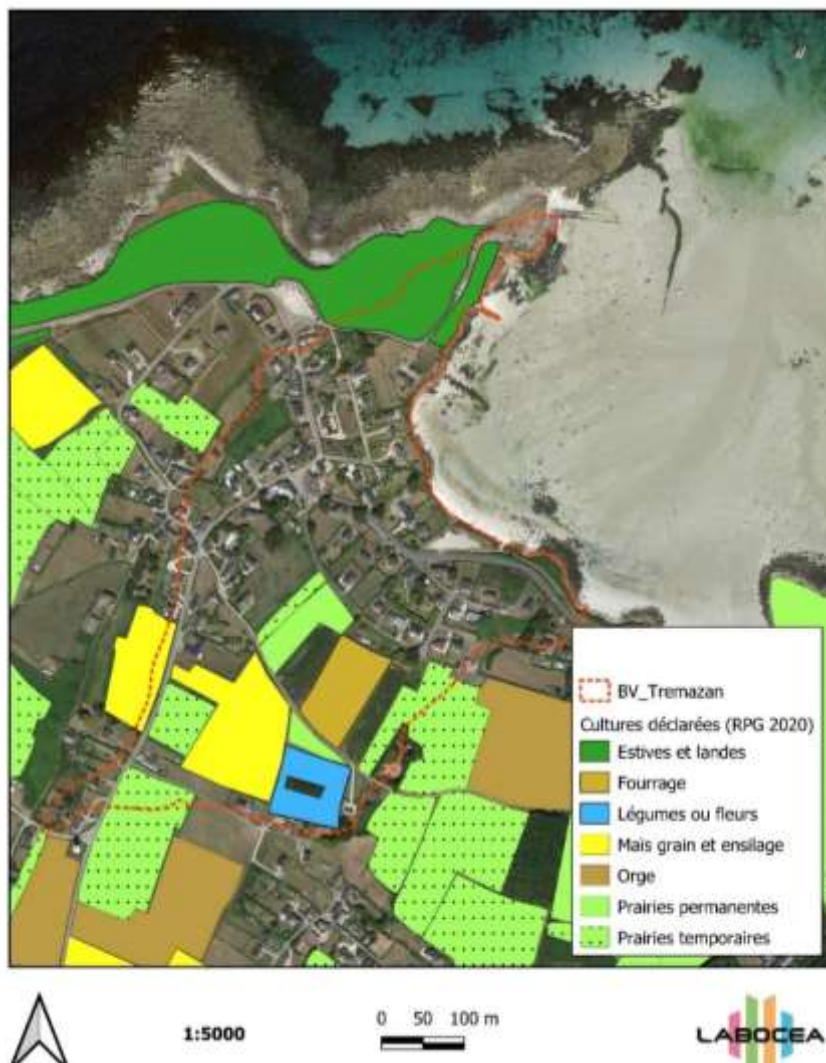 BV_Tremazan
Cultures déclarées (RPG 2020)
Estives et landes
Fourrage
Légumes ou fleurs
Maïs grain et ensilage
Orge
Prairies permanentes
Prairies temporaires
1:5000
0 50 100 m
LABOCEA